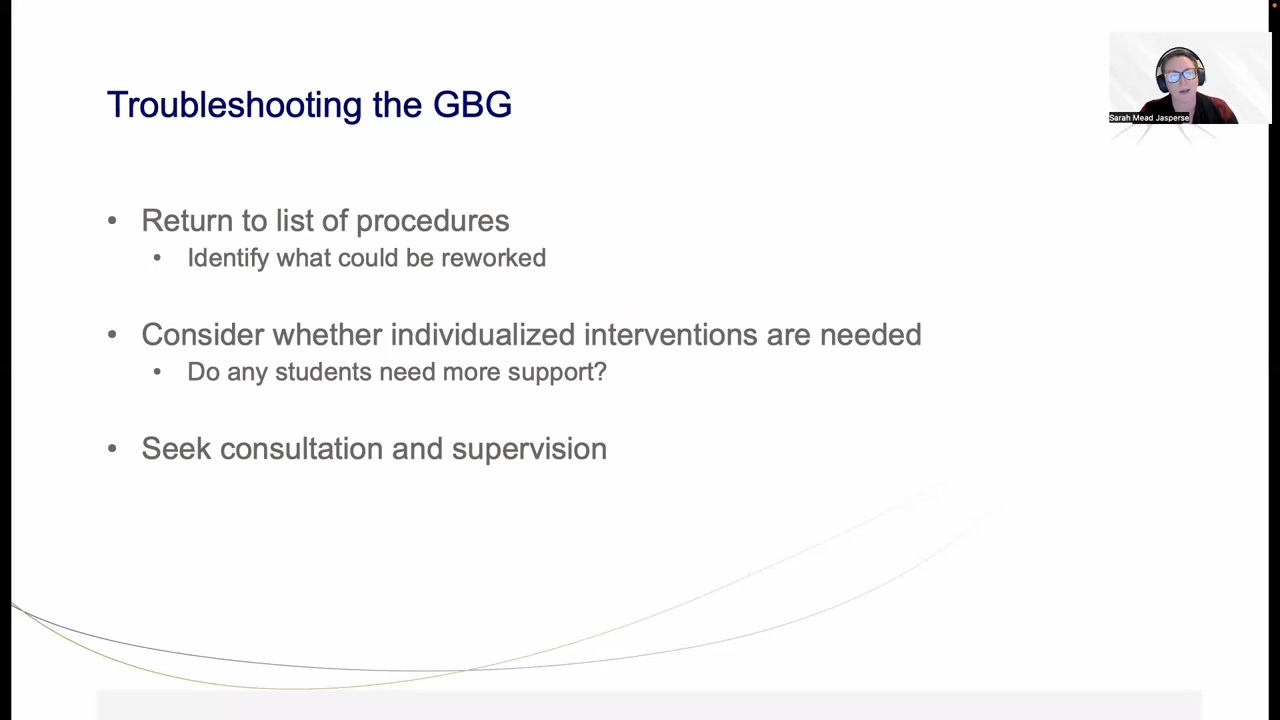 Troubleshooting the GBG
Sarah Mead Jasperse
• Return to list of procedures
• Identify what could be reworked
• Consider whether individualized interventions are needed
• Do any students need more support?
• Seek consultation and supervision